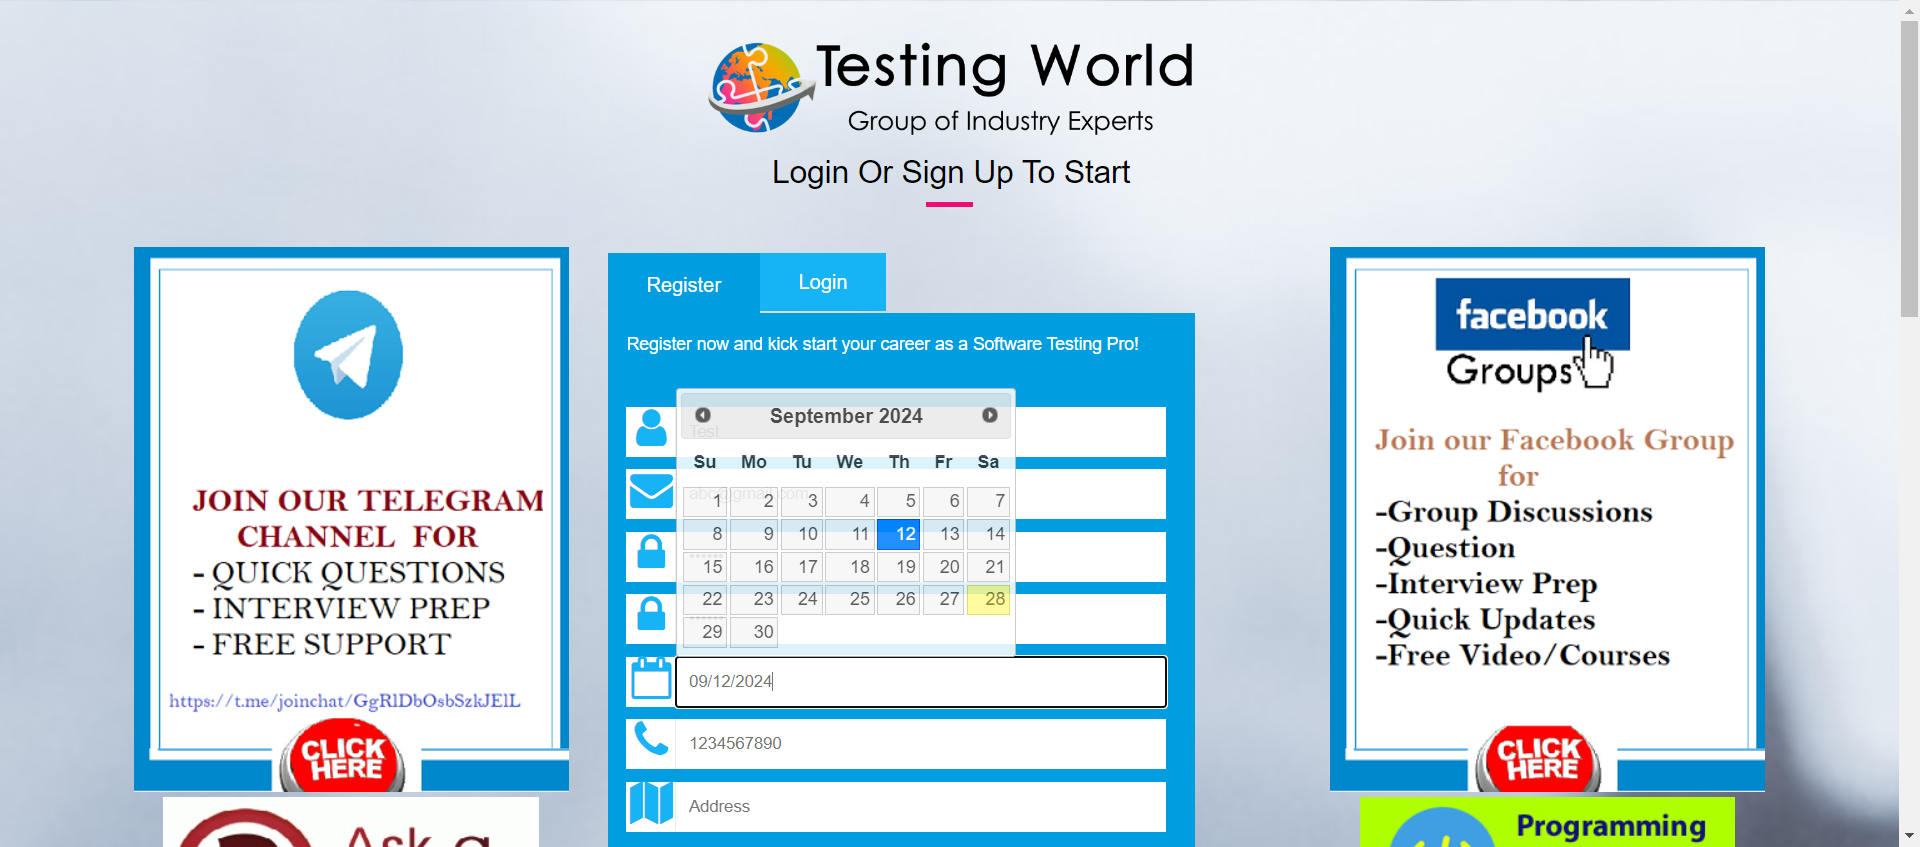 Testing World
Group of Industry Experts
Login Or Sign Up To Start
JOIN OUR TELEGRAM
CHANNEL FOR
- QUICK QUESTIONS
- INTERVIEW PREP
- FREE SUPPORT
https://t.me/joinchat/GgRlDbOsbSzkJElL
CLICK
HERE
Register
Login
Register now and kick start your career as a Software Testing Pro!
September 2024
Test
Su Mo Tu We Th Fr Sa
abc@gmail.com
1 2 3 4 5 6 7
8 9 10 11 12 13 14
15 16 17 18 19 20 21
22 23 24 25 26 27 28
29 30
09/12/2024
1234567890
Address
facebook
Groups
Join our Facebook Group
for
-Group Discussions
-Question
-Interview Prep
-Quick Updates
-Free Video/Courses
CLICK
HERE
Programming